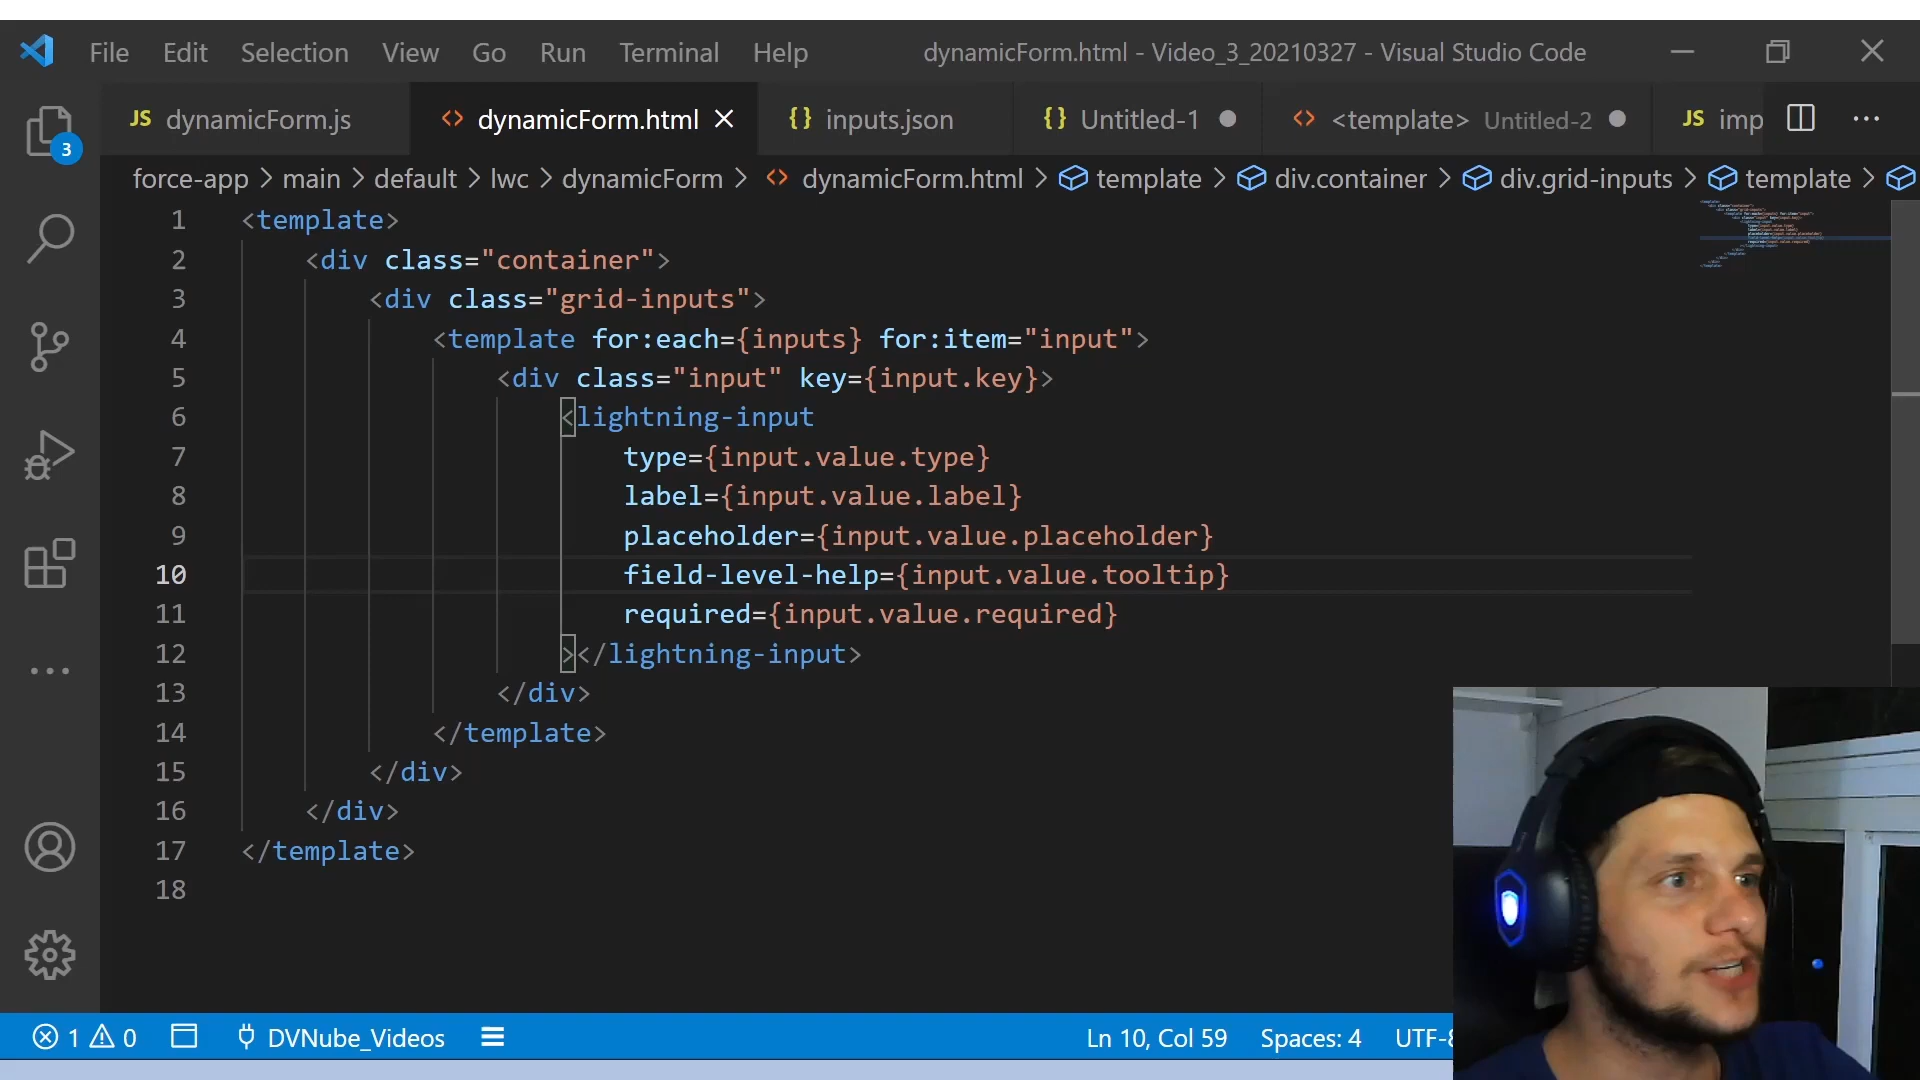 File Edit Selection View Go Run Terminal Help dynamicForm.html - Video_3_20210327 - Visual Studio Code
JS dynamicForm.js <> dynamicForm.html {} inputs.json {} Untitled-1 <> <template> Untitled-2 JS imp
3
force-app > main > default > lwc > dynamicForm > <> dynamicForm.html > template > div.container > div.grid-inputs > template >
1 <template>
2 <div class="container">
3 <div class="grid-inputs">
4 <template for:each={inputs} for:item="input">
5 <div class="input" key={input.key}>
6 <lightning-input
7 type={input.value.type}
8 label={input.value.label}
9 placeholder={input.value.placeholder}
10 field-level-help={input.value.tooltip}
11 required={input.value.required}
12 ></lightning-input>
13 </div>
14 </template>
15 </div>
16 </div>
17 </template>
18
1 0 DVNube_Videos Ln 10, Col 59 Spaces: 4 UTF-8